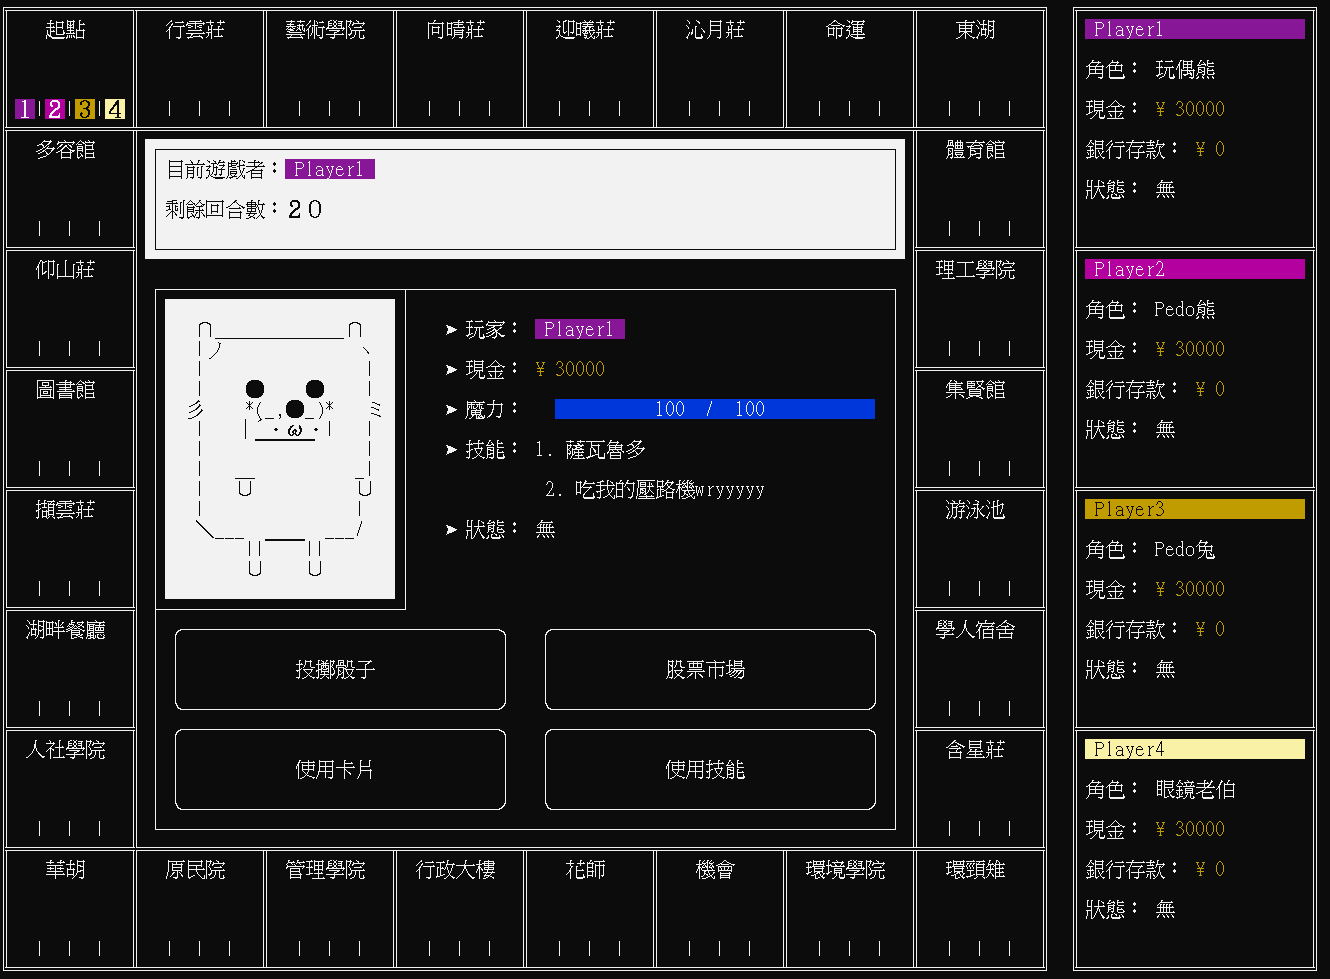 起點 行雲莊 藝術學院 向晴莊 迎曦莊 沁月莊 命運 東湖
1 2 3 4
多容館
仰山莊
圖書館
擷雲莊
湖畔餐廳
人社學院
目前遊戲者：Player1
剩餘回合數：20
➤ 玩家： Player1
➤ 現金： ¥ 30000
➤ 魔力： 100 / 100
➤ 技能： 1. 薩瓦魯多
2. 吃我的壓路機wryyyyy
➤ 狀態： 無
投擲骰子 股票市場
使用卡片 使用技能
體育館
理工學院
集賢館
游泳池
學人宿舍
含星莊
華胡 原民院 管理學院 行政大樓 花師 機會 環境學院 環頸雉
Player1
角色： 玩偶熊
現金： ¥ 30000
銀行存款： ¥ 0
狀態： 無
Player2
角色： Pedo熊
現金： ¥ 30000
銀行存款： ¥ 0
狀態： 無
Player3
角色： Pedo兔
現金： ¥ 30000
銀行存款： ¥ 0
狀態： 無
Player4
角色： 眼鏡老伯
現金： ¥ 30000
銀行存款： ¥ 0
狀態： 無